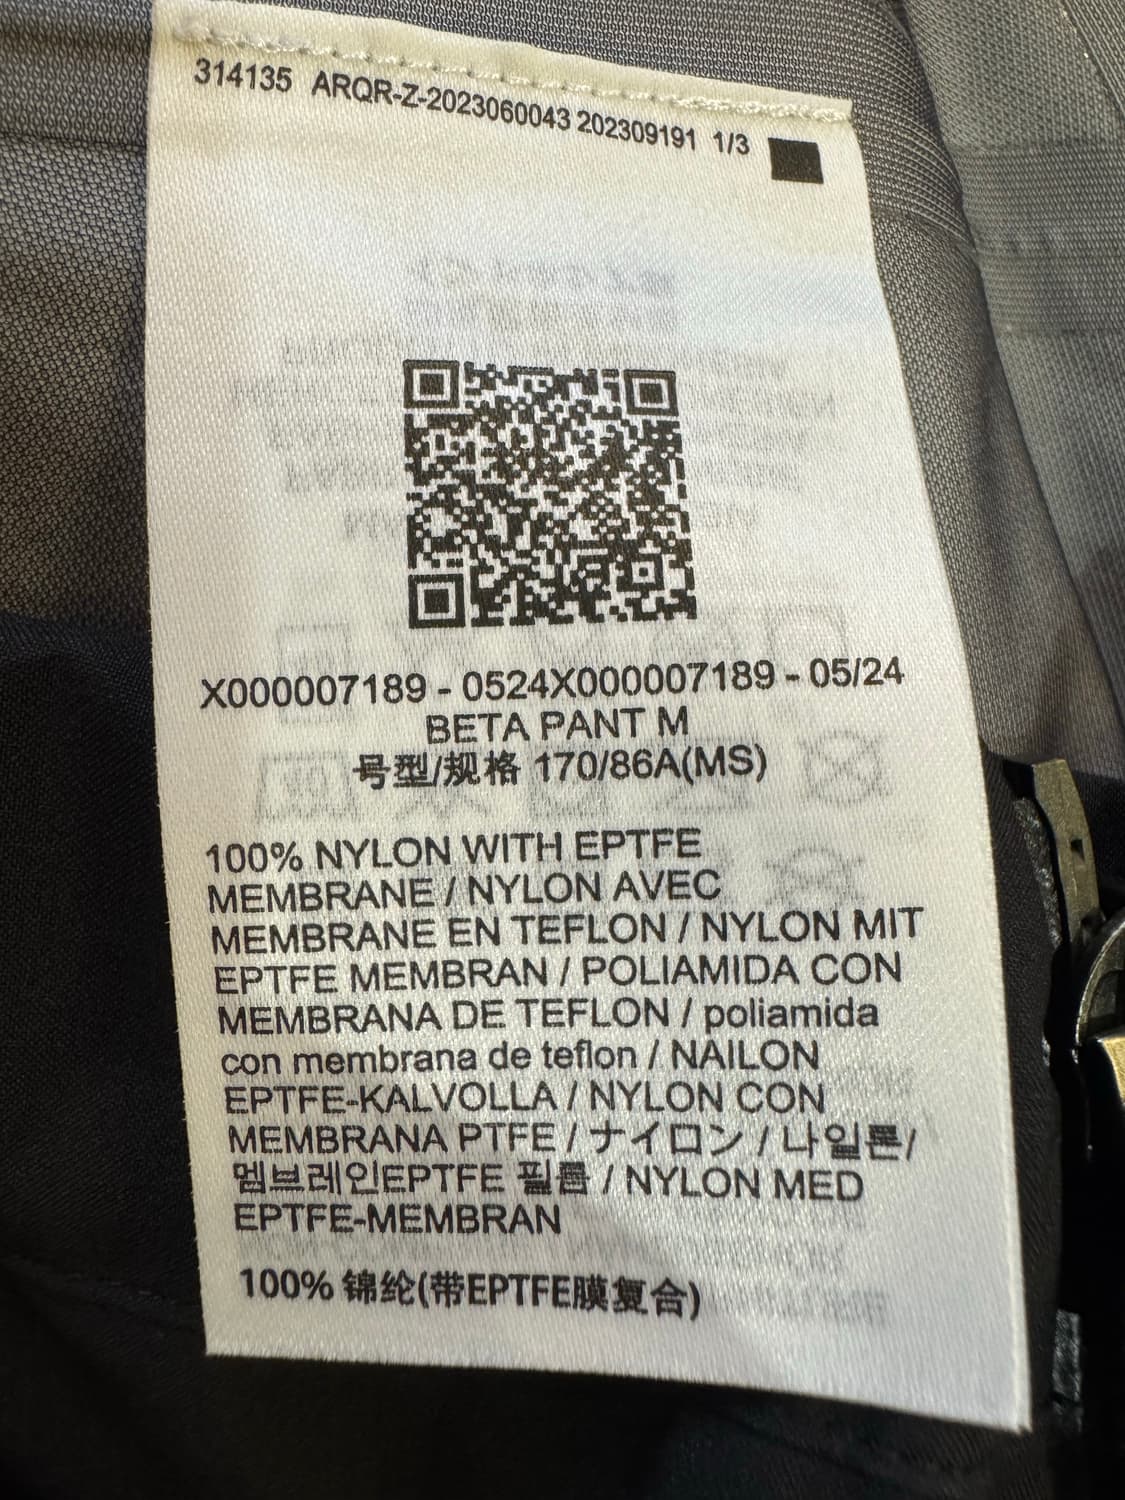 314135 ARQR-Z-2023060043 202309191 1/3
X000007189 - 0524X000007189 - 05/24
BETA PANT M
号型/规格 170/86A(MS)
100% NYLON WITH EPTFE
MEMBRANE / NYLON AVEC
MEMBRANE EN TEFLON / NYLON MIT
EPTFE MEMBRAN / POLIAMIDA CON
MEMBRANA DE TEFLON / poliamida
con membrana de teflon / NAILON
EPTFE-KALVOLLA / NYLON CON
MEMBRANA PTFE / ナイロン / 나일론/
멤브레인EPTFE 필름 / NYLON MED
EPTFE-MEMBRAN
100% 锦纶(带EPTFE膜复合)